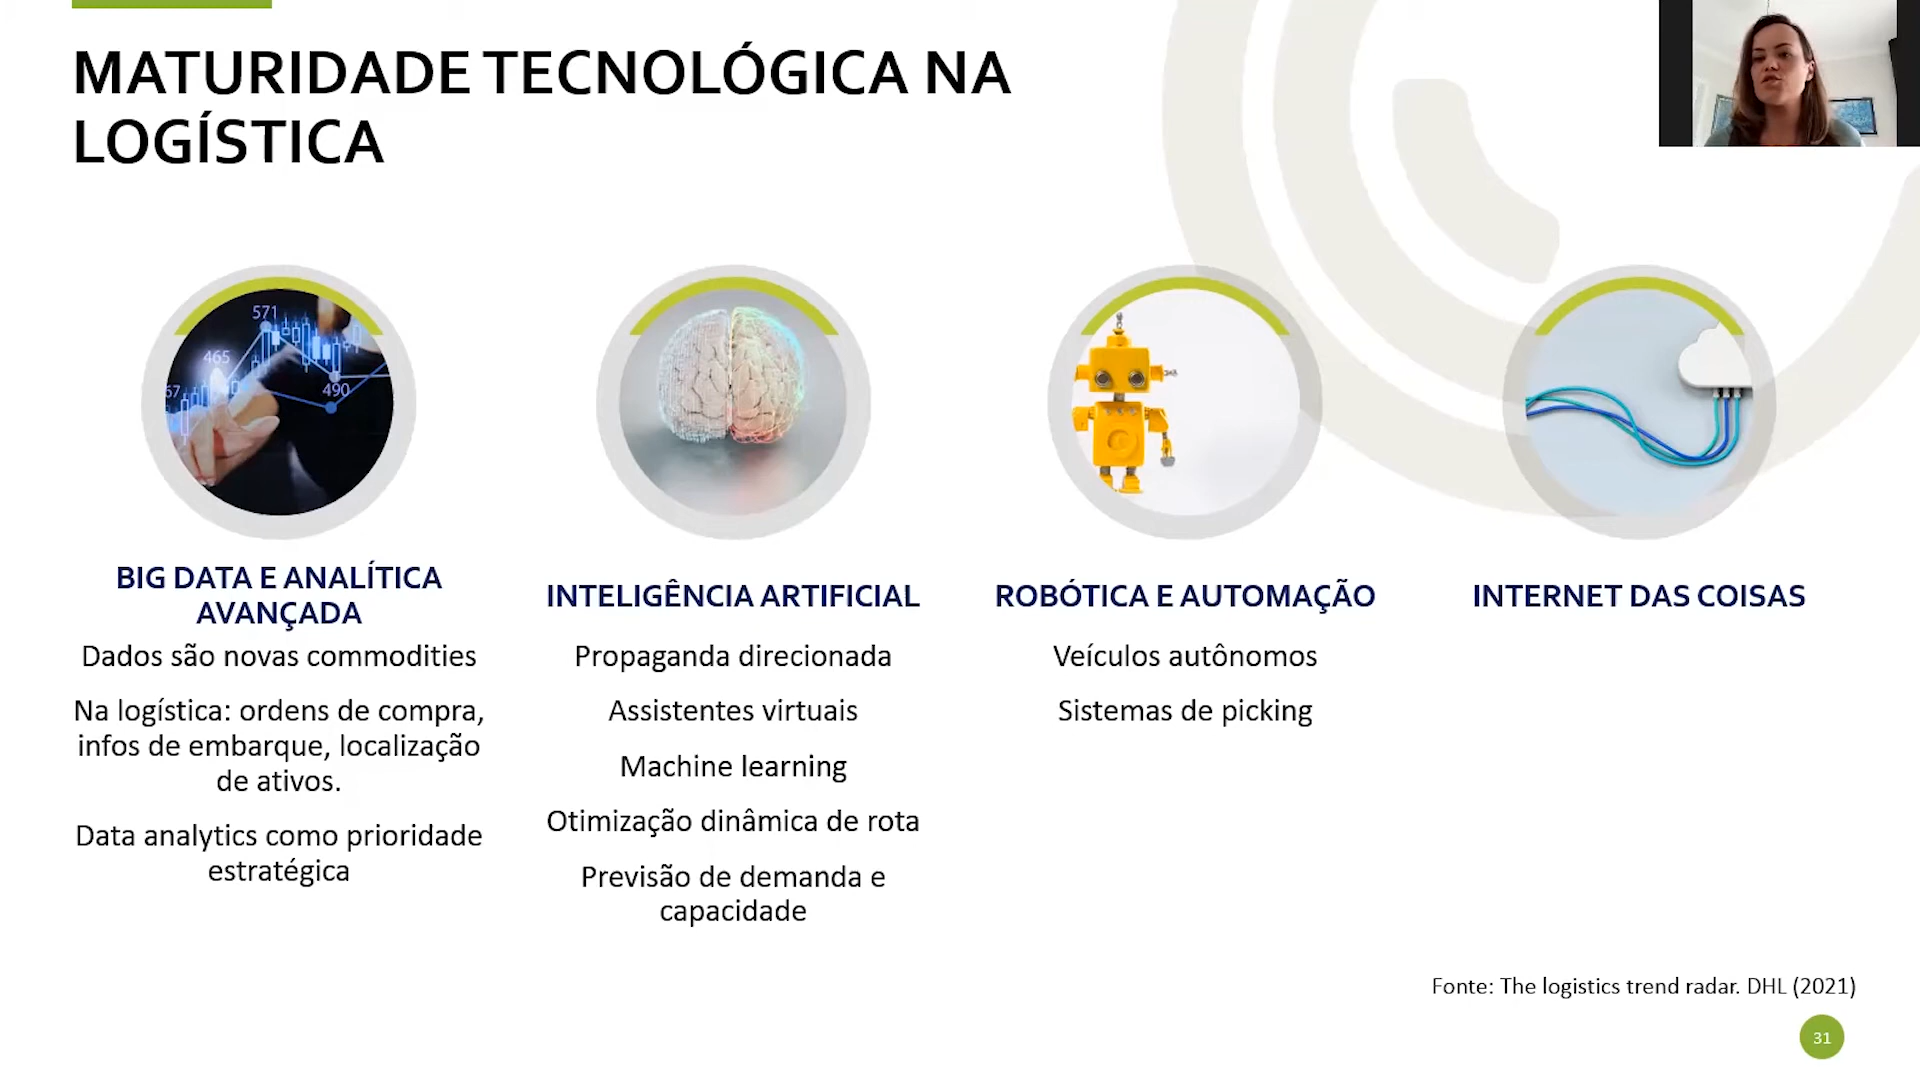 MATURIDADE TECNOLÓGICA NA
LOGÍSTICA
571
465
67
490
BIG DATA E ANALÍTICA
AVANÇADA
Dados são novas commodities
Na logística: ordens de compra,
infos de embarque, localização
de ativos.
Data analytics como prioridade
estratégica
INTELIGÊNCIA ARTIFICIAL
Propaganda direcionada
Assistentes virtuais
Machine learning
Otimização dinâmica de rota
Previsão de demanda e
capacidade
ROBÓTICA E AUTOMAÇÃO
Veículos autônomos
Sistemas de picking
INTERNET DAS COISAS
Fonte: The logistics trend radar. DHL (2021)
31